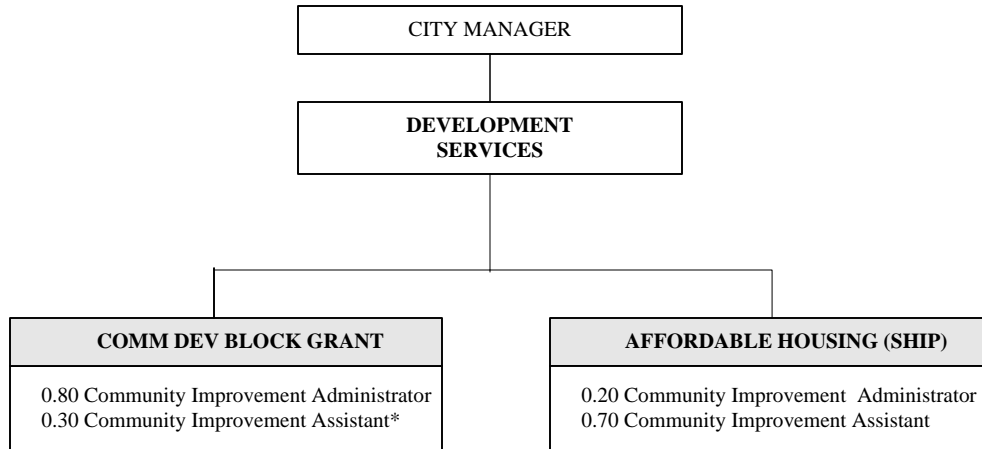 CITY MANAGER
DEVELOPMENT
SERVICES
COMM DEV BLOCK GRANT
0.80 Community Improvement Administrator
0.30 Community Improvement Assistant*
AFFORDABLE HOUSING (SHIP)
0.20 Community Improvement Administrator
0.70 Community Improvement Assistant